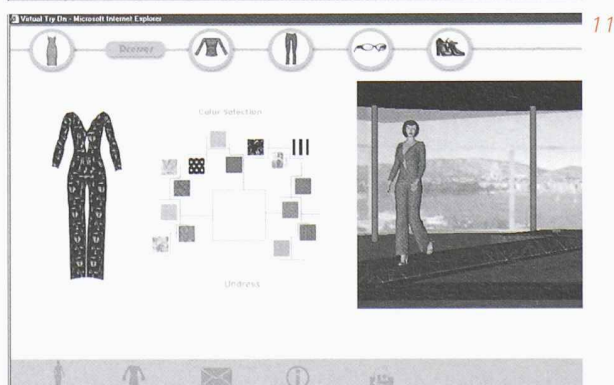 Virtual Try On - Microsoft Internet Explorer
11
Dresses
Color Selection
Undress